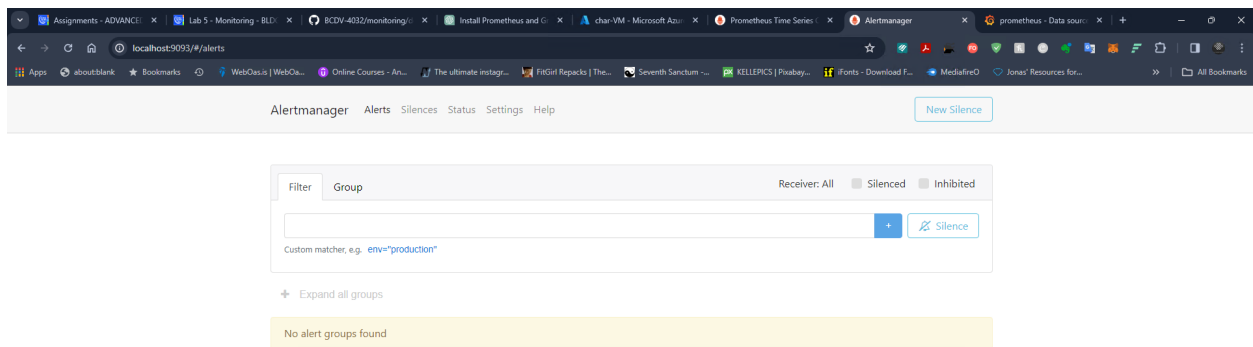 Assignments - ADVANCED Lab 5 - Monitoring - BLD BCDV-4032/monitoring/d Install Prometheus and Gr char-VM - Microsoft Azur Prometheus Time Series Alertmanager prometheus - Data source
localhost:9093/#/alerts
Apps about:blank Bookmarks WebOas.is | WebOa... Online Courses - An... The ultimate instagr... FitGirl Repacks | The... Seventh Sanctum -... PX KELLEPICS | Pixabay... iFonts - Download F... MediafireO Jonas' Resources for... » All Bookmarks
Alertmanager Alerts Silences Status Settings Help New Silence
Filter Group Receiver: All Silenced Inhibited
+ Silence
Custom matcher, e.g. env="production"
+ Expand all groups
No alert groups found